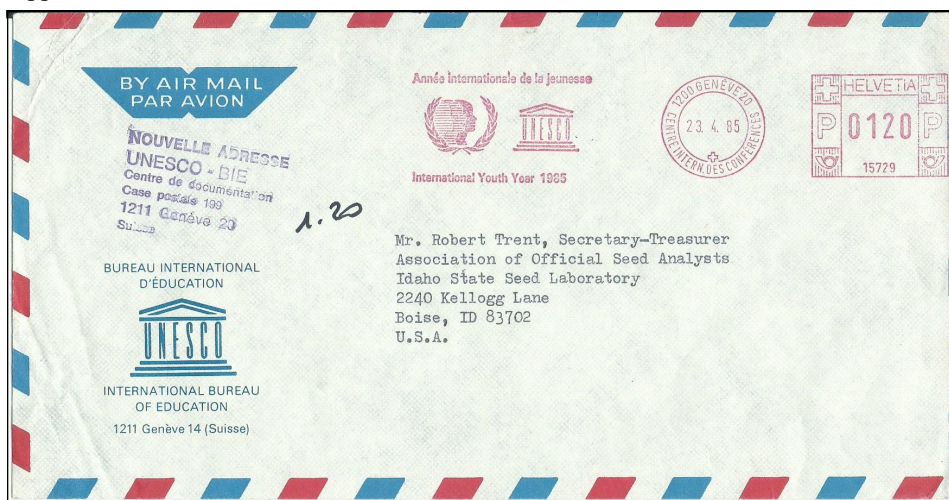 BY AIR MAIL
PAR AVION
NOUVELLE ADRESSE
UNESCO - BIE
Centre de documentation
Case postale 199
1211 Genève 20
Suisse
1.20
BUREAU INTERNATIONAL
D'ÉDUCATION
UNESCO
INTERNATIONAL BUREAU
OF EDUCATION
1211 Genève 14 (Suisse)
Année internationale de la jeunesse
UNESCO
International Youth Year 1985
1200 GENÈVE 20
23. 4. 85
CENTRE INTERN. DES CONFÉRENCES
HELVETIA
P 0120 P
15729
Mr. Robert Trent, Secretary-Treasurer
Association of Official Seed Analysts
Idaho State Seed Laboratory
2240 Kellogg Lane
Boise, ID 83702
U.S.A.